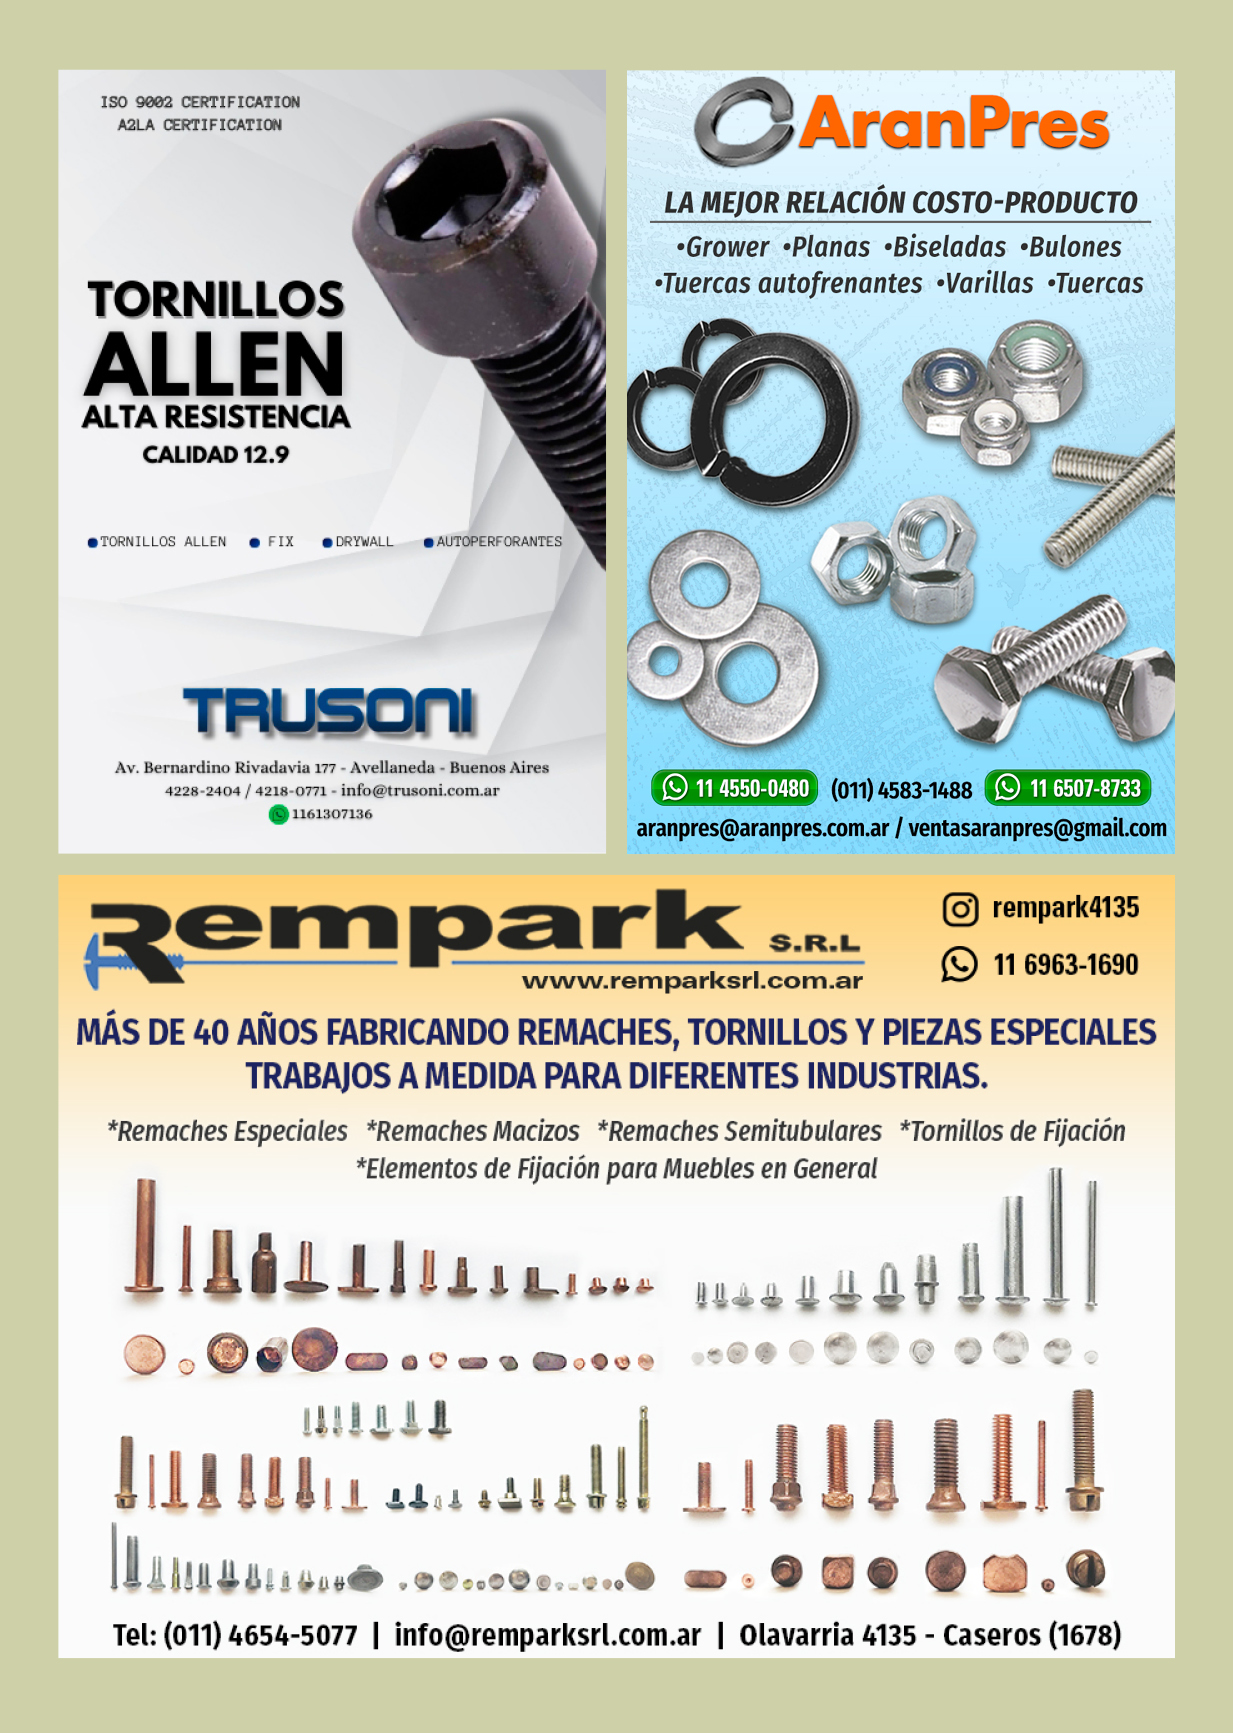 ISO 9002 CERTIFICATION
A2LA CERTIFICATION
TORNILLOS
ALLEN
ALTA RESISTENCIA
CALIDAD 12.9
•TORNILLOS ALLEN •FIX •DRYWALL •AUTOPERFORANTES
TRUSONI
Av. Bernardino Rivadavia 177 - Avellaneda - Buenos Aires
4228-2404 / 4218-0771 - info@trusoni.com.ar
1161307136
AranPres
LA MEJOR RELACIÓN COSTO-PRODUCTO
•Grower •Planas •Biseladas •Bulones
•Tuercas autofrenantes •Varillas •Tuercas
11 4550-0480 (011) 4583-1488 11 6507-8733
aranpres@aranpres.com.ar / ventasaranpres@gmail.com
Rempark S.R.L
www.remparksrl.com.ar
rempark4135
11 6963-1690
MÁS DE 40 AÑOS FABRICANDO REMACHES, TORNILLOS Y PIEZAS ESPECIALES
TRABAJOS A MEDIDA PARA DIFERENTES INDUSTRIAS.
*Remaches Especiales *Remaches Macizos *Remaches Semitubulares *Tornillos de Fijación
*Elementos de Fijación para Muebles en General
Tel: (011) 4654-5077 | info@remparksrl.com.ar | Olavarria 4135 - Caseros (1678)